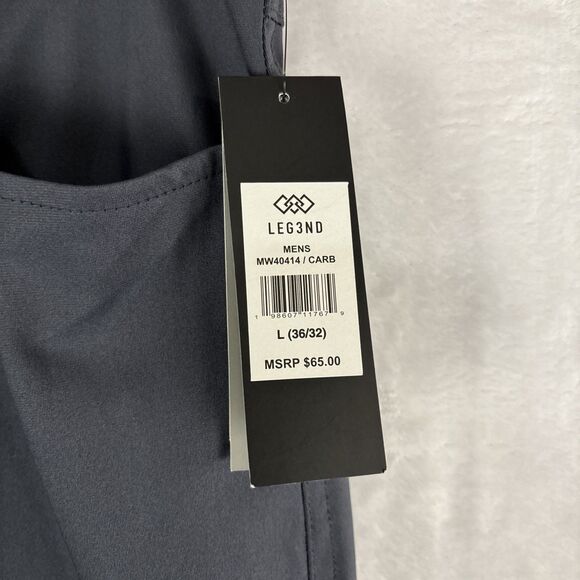 LEG3ND
MENS
MW40414 / CARB
1 98607 11767 9
L (36/32)
MSRP $65.00